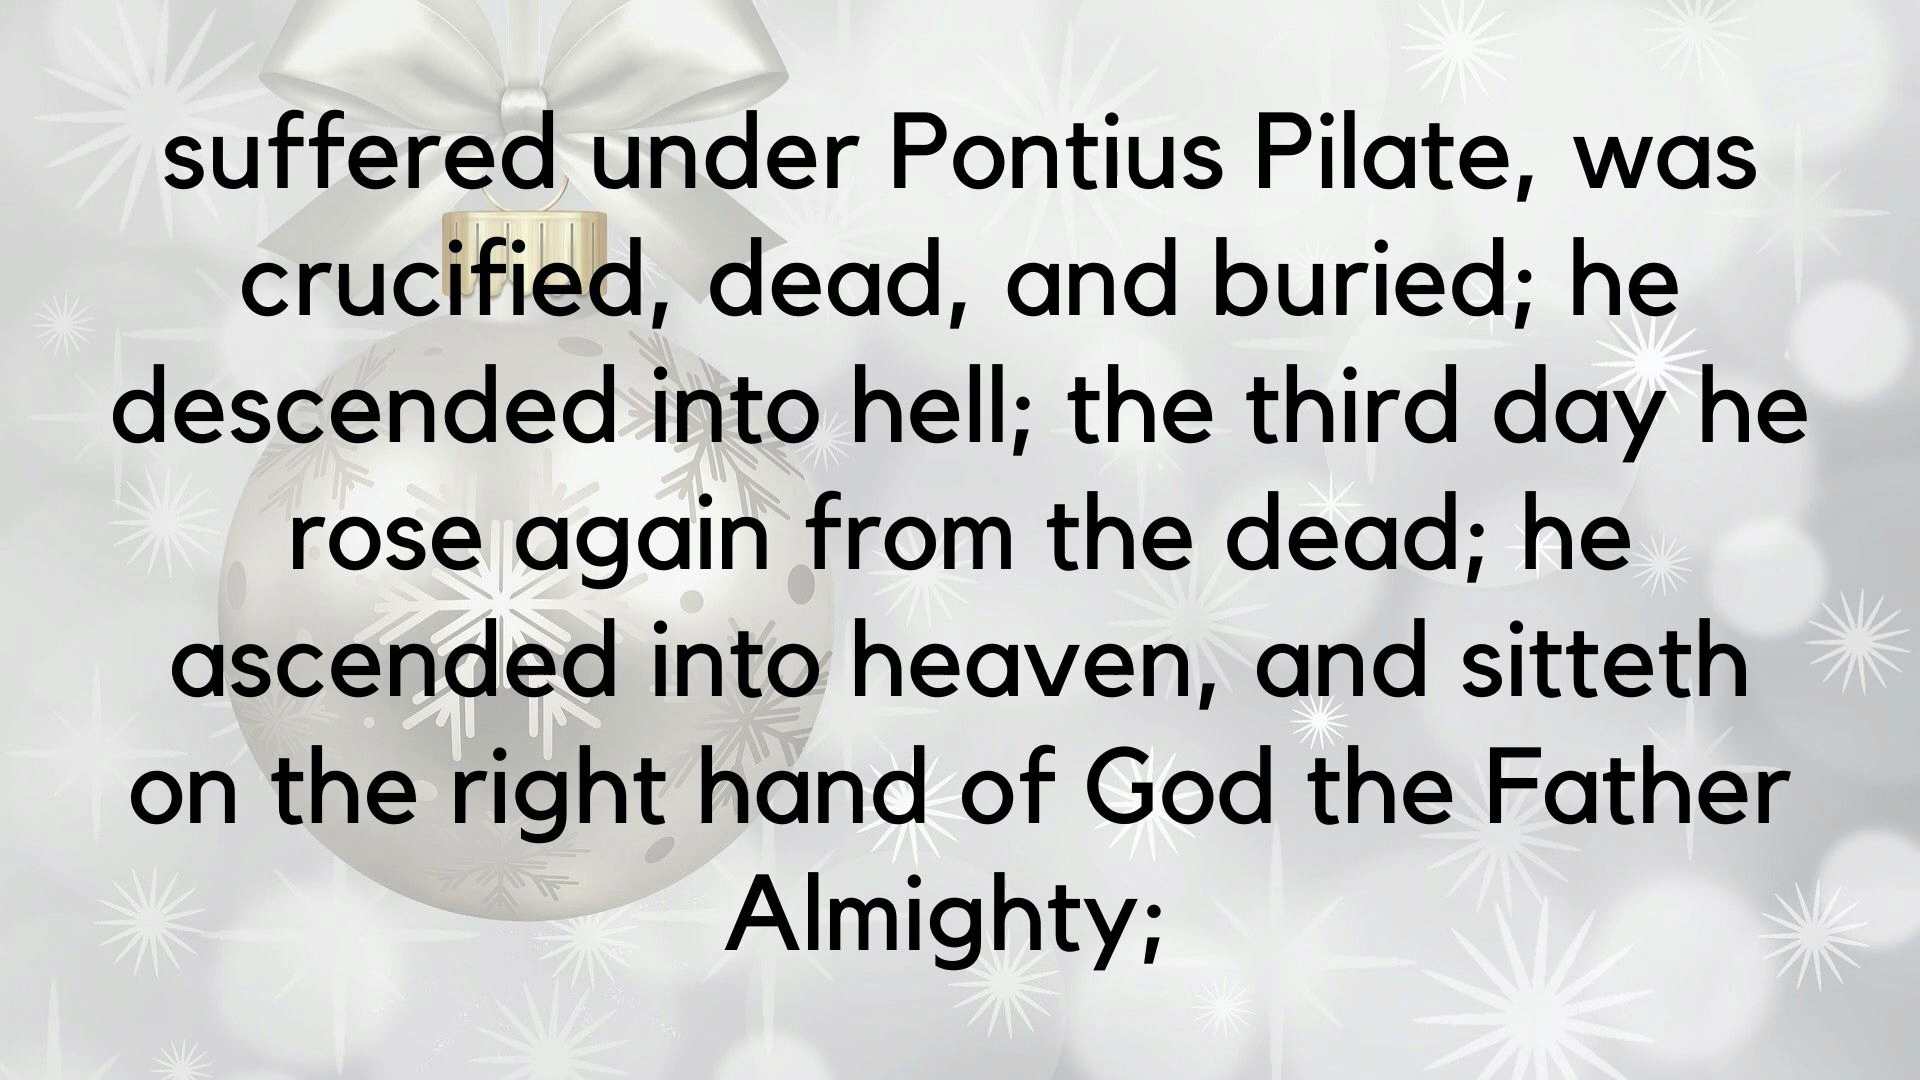 suffered under Pontius Pilate, was
crucified, dead, and buried; he
descended into hell; the third day he
rose again from the dead; he
ascended into heaven, and sitteth
on the right hand of God the Father
Almighty;